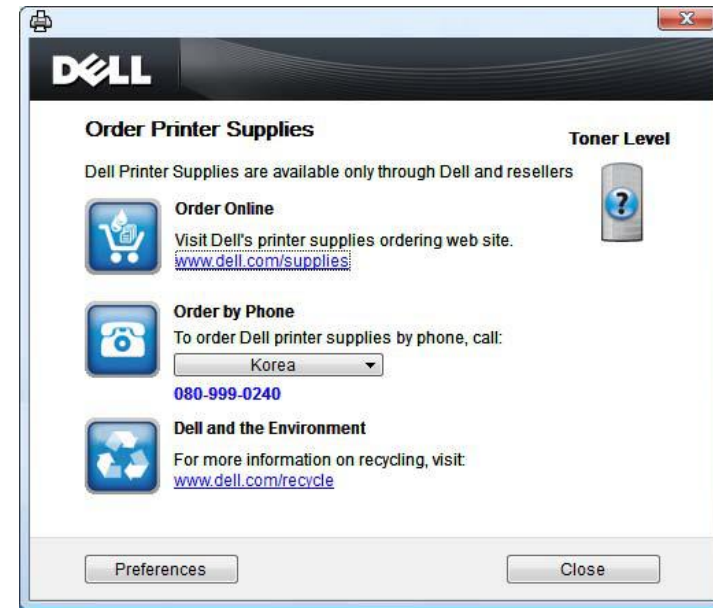 DELL
Order Printer Supplies
Toner Level
Dell Printer Supplies are available only through Dell and resellers
?
Order Online
Visit Dell's printer supplies ordering web site.
www.dell.com/supplies
Order by Phone
To order Dell printer supplies by phone, call:
Korea
080-999-0240
Dell and the Environment
For more information on recycling, visit:
www.dell.com/recycle
Preferences
Close